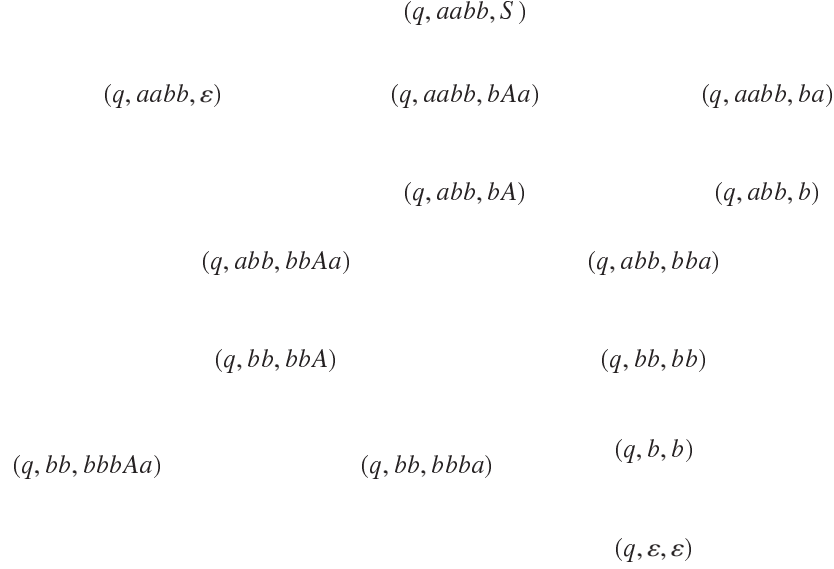 (q, aabb, S)
(q, aabb, ε) (q, aabb, bAa) (q, aabb, ba)
(q, abb, bA) (q, abb, b)
(q, abb, bbAa) (q, abb, bba)
(q, bb, bbA) (q, bb, bb)
(q, b, b)
(q, bb, bbbAa) (q, bb, bbba)
(q, ε, ε)